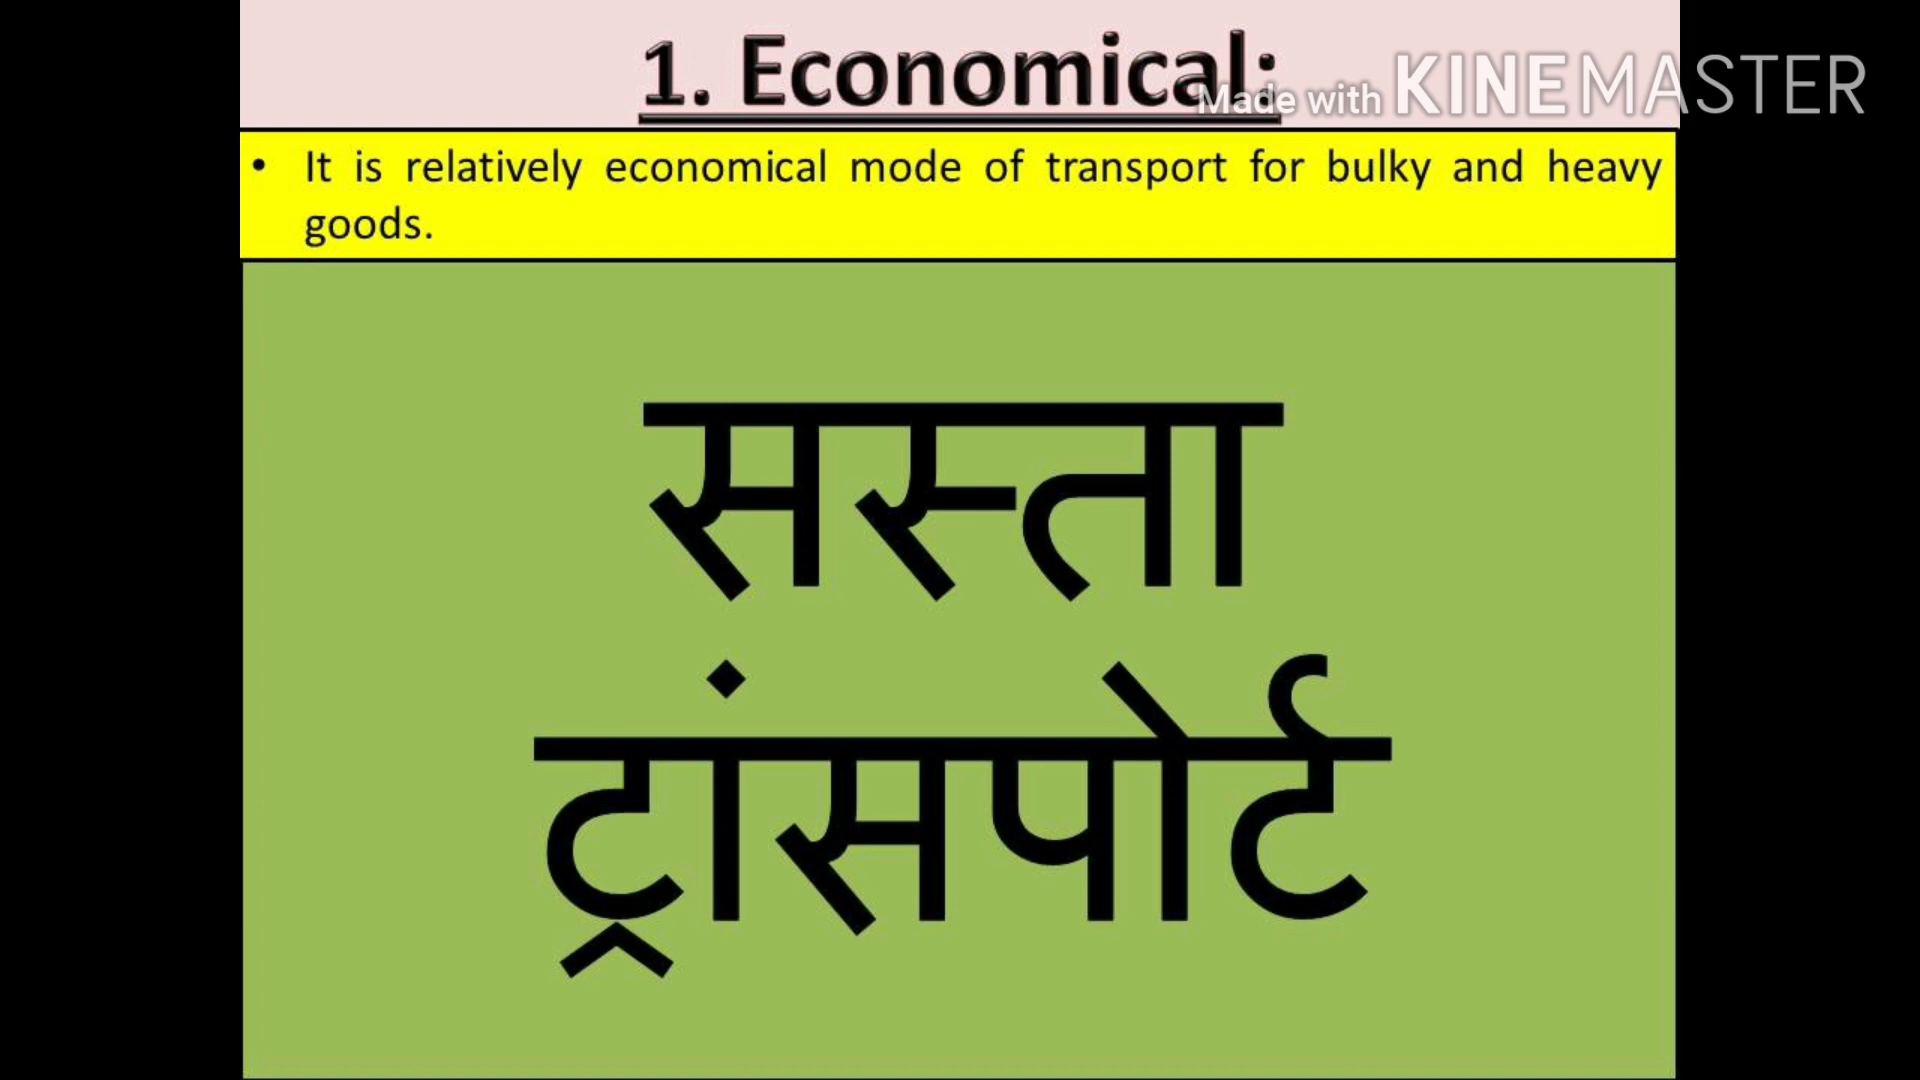 1. Economical:
Made with KINEMASTER
• It is relatively economical mode of transport for bulky and heavy
goods.
सस्ता
ट्रांसपोर्ट